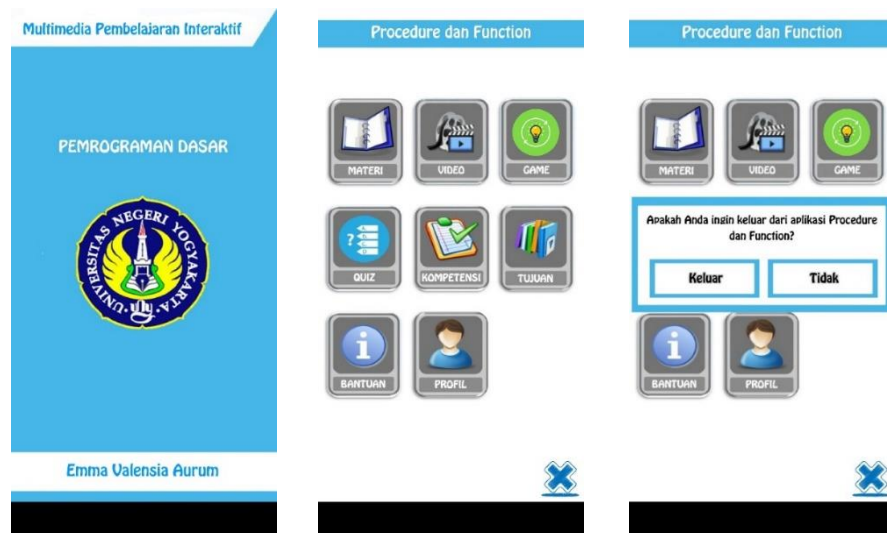 Multimedia Pembelajaran Interaktif
PEMROGRAMAN DASAR
UNIVERSITAS NEGERI YOGYAKARTA
Emma Valensia Aurum
Procedure dan Function
MATERI
VIDEO
GAME
QUIZ
KOMPETENSI
TUJUAN
BANTUAN
PROFIL
Procedure dan Function
MATERI
VIDEO
GAME
Apakah Anda ingin keluar dari aplikasi Procedure
dan Function?
Keluar
Tidak
BANTUAN
PROFIL